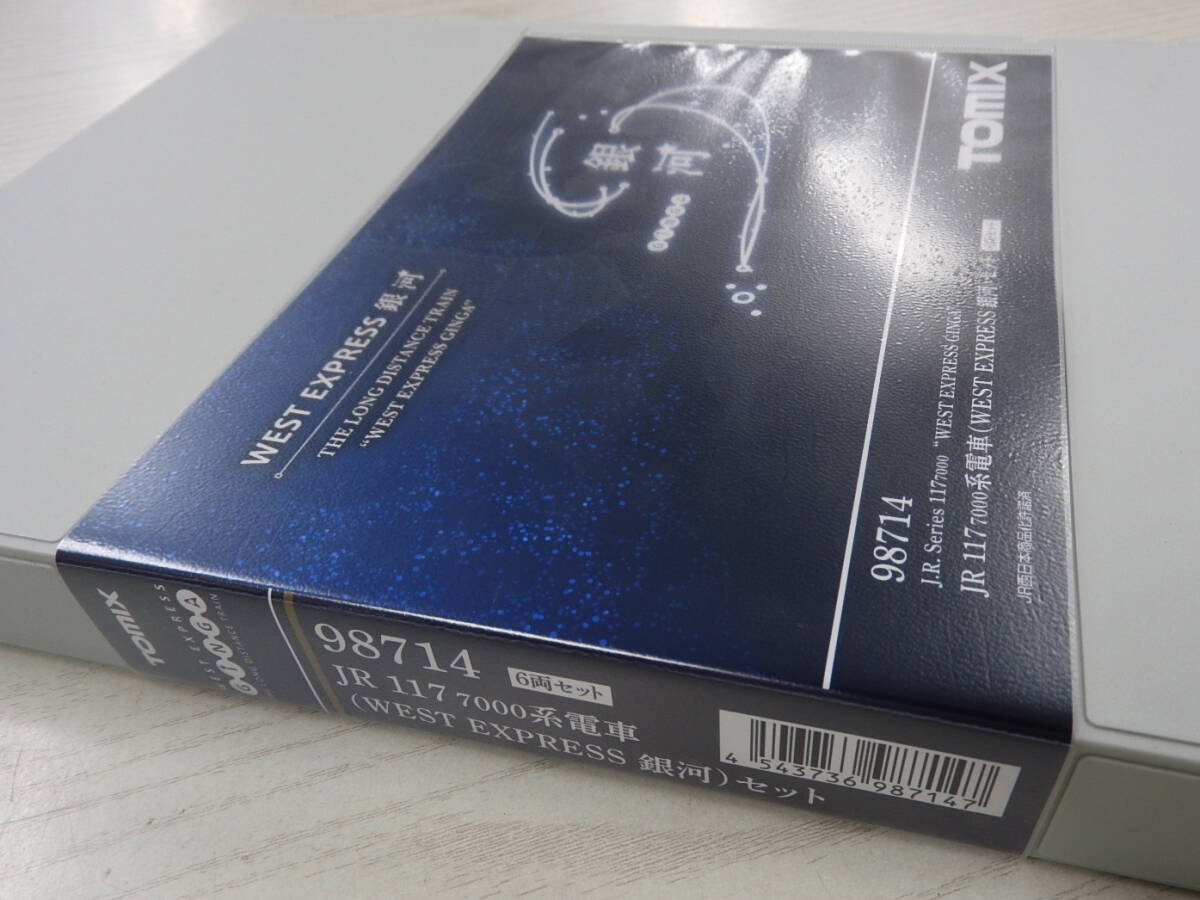 銀河
WEST EXPRESS 銀河
THE LONG DISTANCE TRAIN
“WEST EXPRESS GINGA”
TOMIX
98714
J.R. Series 117 7000 “WEST EXPRESS GINGA”
JR 117 7000系電車(WEST EXPRESS 銀河)セット
JR西日本商品化許諾済
TOMIX
WEST EXPRESS
GINGA
LONG DISTANCE TRAIN
98714
6両セット
JR 117 7000系電車
(WEST EXPRESS 銀河)セット
4 543736 987147